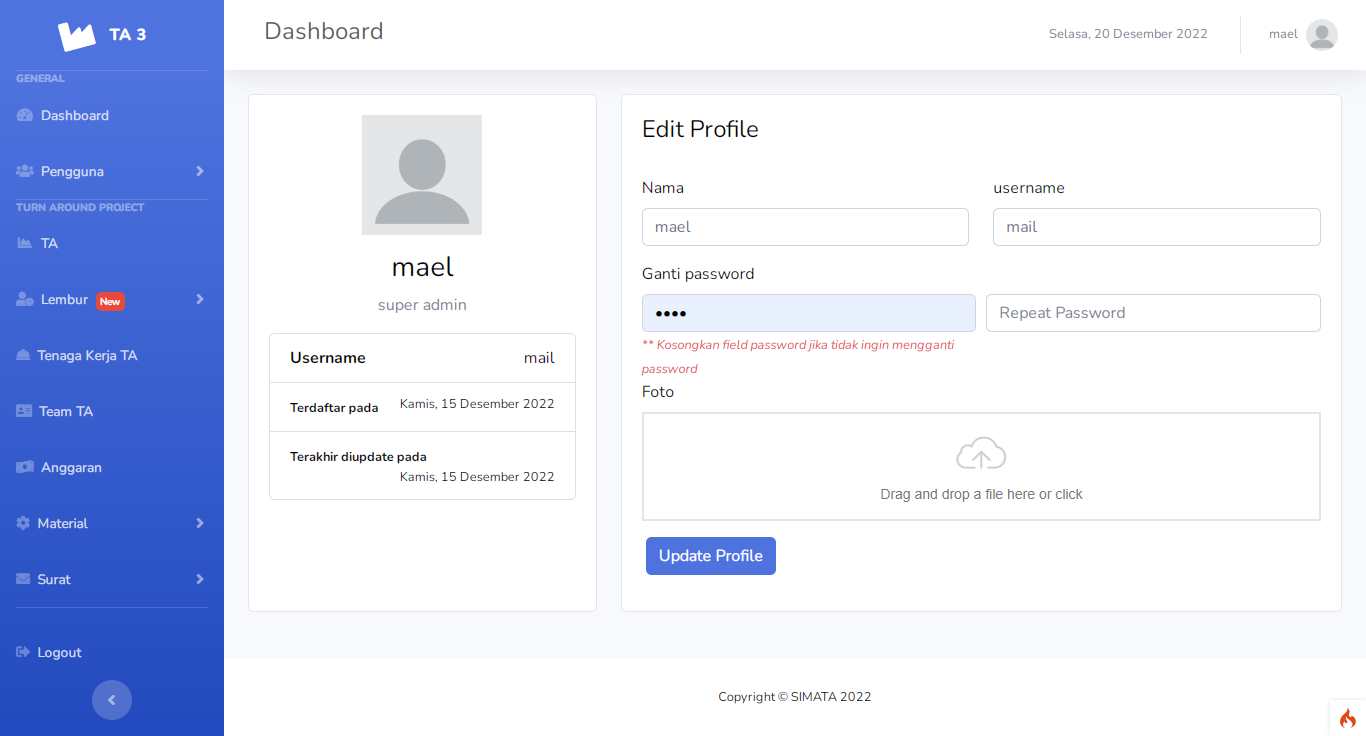 TA 3
GENERAL
Dashboard
Pengguna
TURN AROUND PROJECT
TA
Lembur New
Tenaga Kerja TA
Team TA
Anggaran
Material
Surat
Logout
Dashboard
Selasa, 20 Desember 2022
mael
mael
super admin
Username mail
Terdaftar pada Kamis, 15 Desember 2022
Terakhir diupdate pada
Kamis, 15 Desember 2022
Edit Profile
Nama username
mael mail
Ganti password
•••• Repeat Password
** Kosongkan field password jika tidak ingin mengganti
password
Foto
Drag and drop a file here or click
Update Profile
Copyright © SIMATA 2022